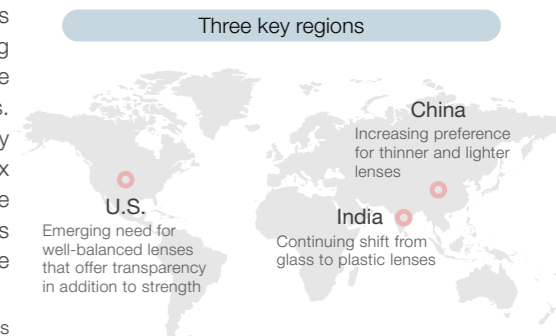 s
g
e
s.
y
x
e
s
e
s
Three key regions
China
Increasing preference
for thinner and lighter
lenses
U.S.
Emerging need for
well-balanced lenses
that offer transparency
in addition to strength
India
Continuing shift from
glass to plastic lenses